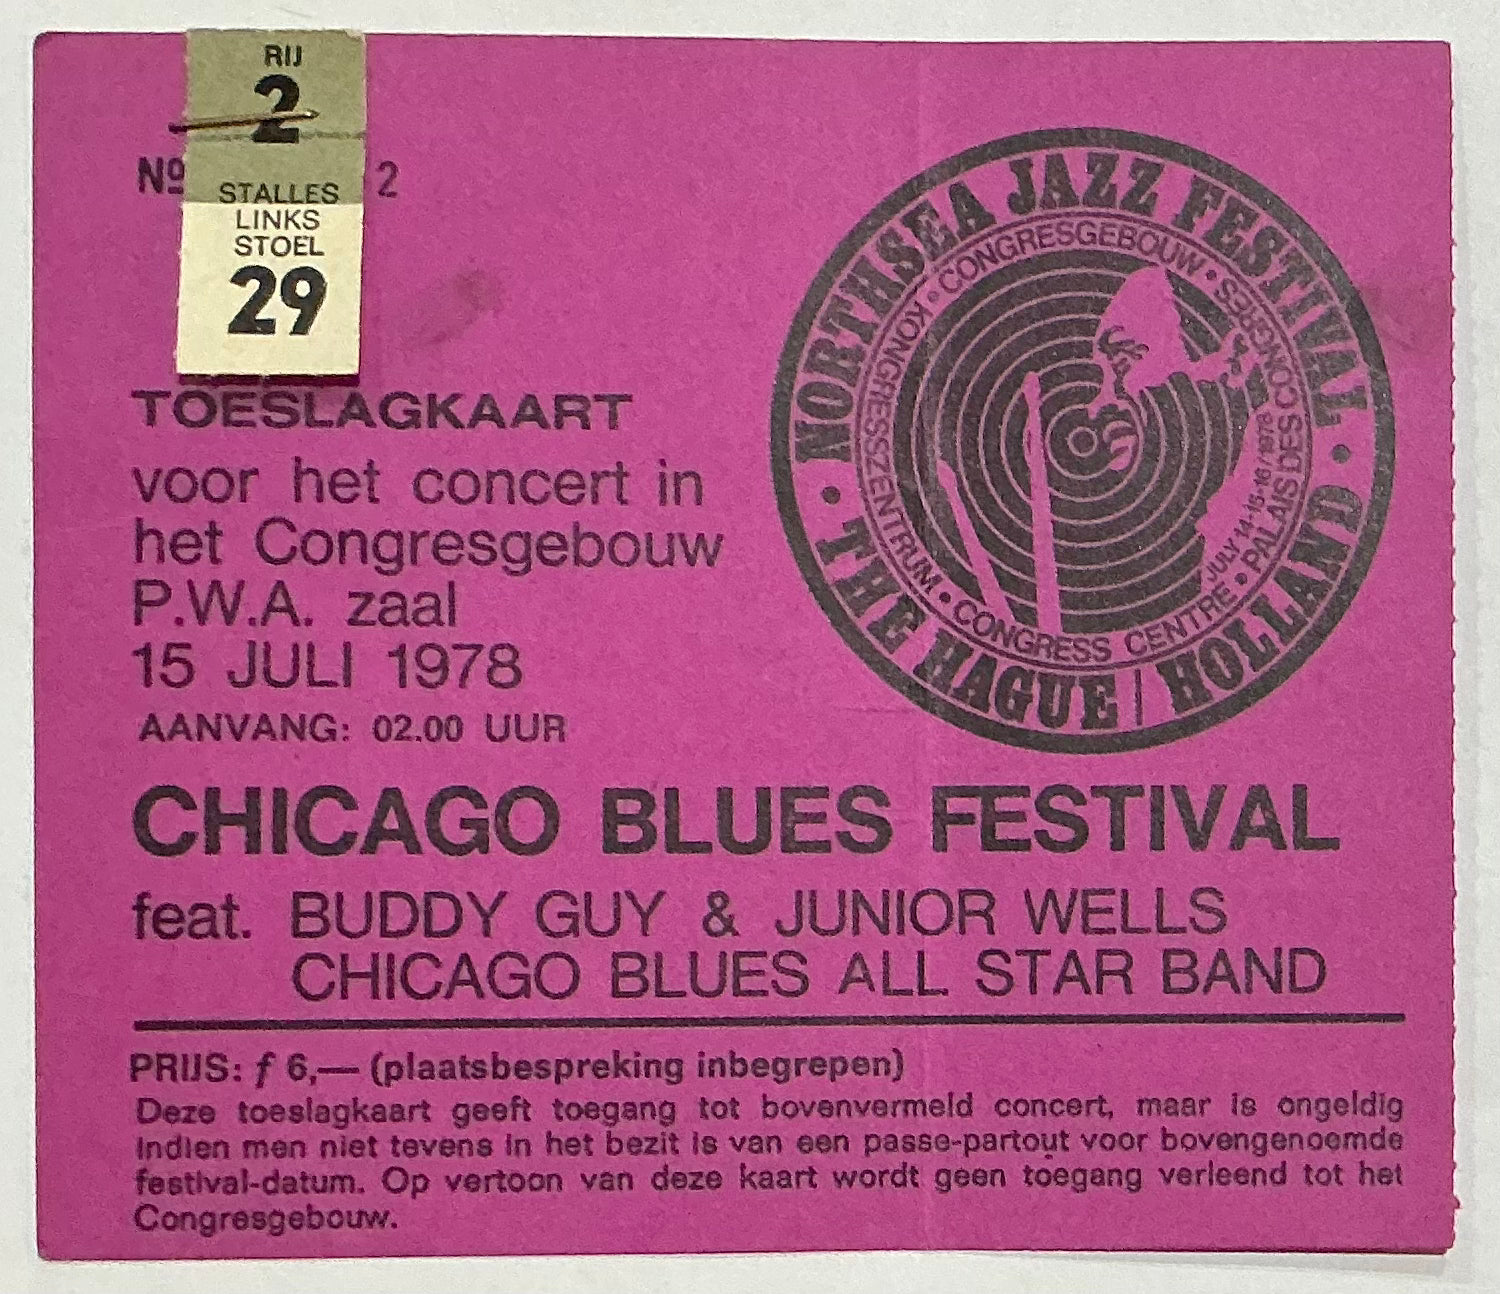 RIJ
2
Nº 2
STALLES
LINKS
STOEL
29
NORTHSEA JAZZ FESTIVAL • THE HAGUE / HOLLAND •
CONGRESGEBOUW • CONGRES • PALAIS DES CONGRES • CONGRESS CENTRE • KONGRESSZENTRUM •
JULY 14-15-16/1978
TOESLAGKAART
voor het concert in
het Congresgebouw
P.W.A. zaal
15 JULI 1978
AANVANG: 02.00 UUR
CHICAGO BLUES FESTIVAL
feat. BUDDY GUY & JUNIOR WELLS
CHICAGO BLUES ALL STAR BAND
PRIJS: f 6,— (plaatsbespreking inbegrepen)
Deze toeslagkaart geeft toegang tot bovenvermeld concert, maar is ongeldig
indien men niet tevens in het bezit is van een passe-partout voor bovengenoemde
festival-datum. Op vertoon van deze kaart wordt geen toegang verleend tot het
Congresgebouw.